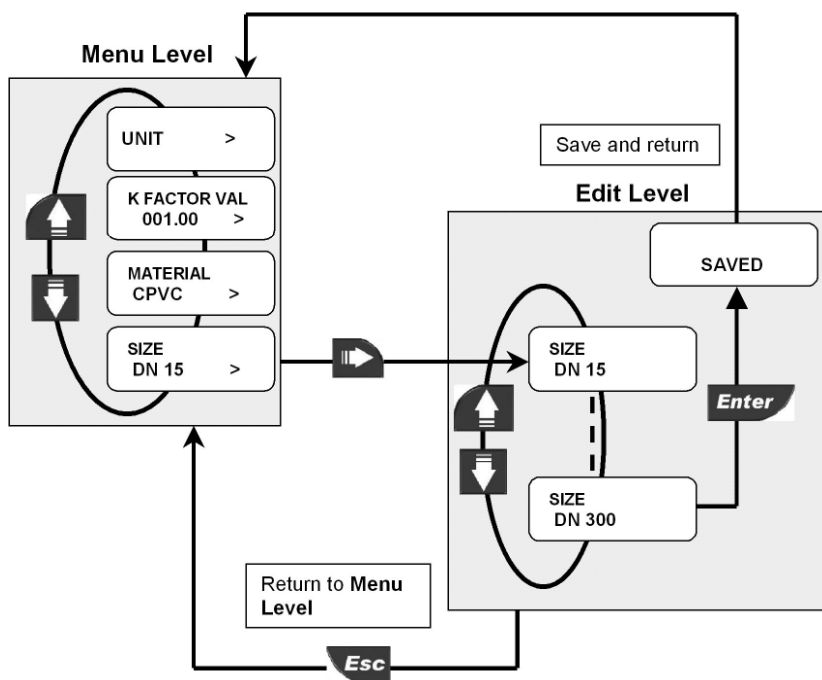 Menu Level
UNIT >
K FACTOR VAL
001.00 >
MATERIAL
CPVC >
SIZE
DN 15 >
Save and return
Edit Level
SAVED
SIZE
DN 15
Enter
SIZE
DN 300
Return to Menu
Level
Esc